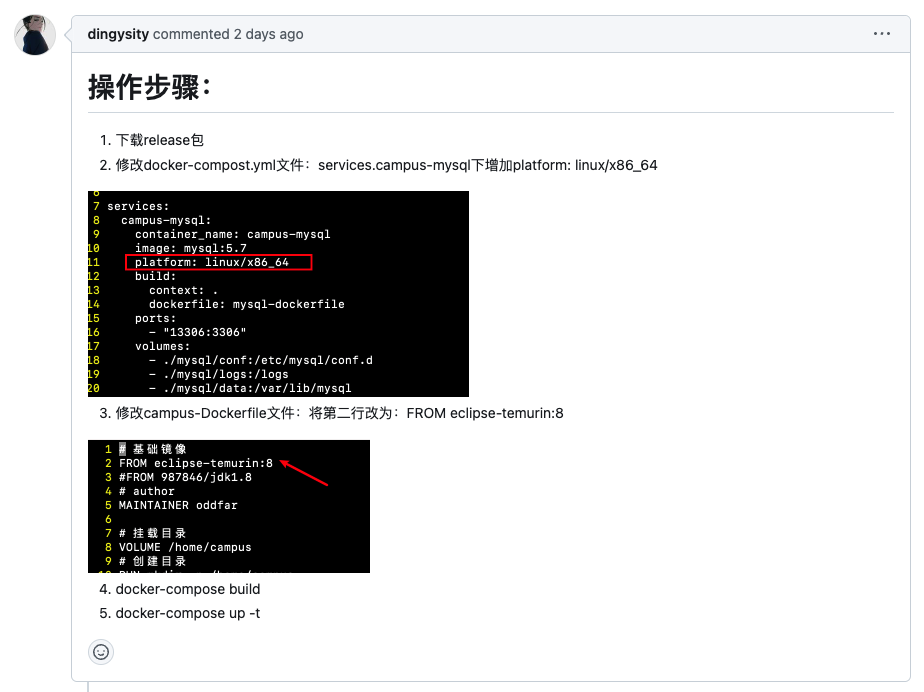 dingysity commented 2 days ago
操作步骤：
1. 下载release包
2. 修改docker-compost.yml文件：services.campus-mysql下增加platform: linux/x86_64
6
7 services:
8 campus-mysql:
9 container_name: campus-mysql
10 image: mysql:5.7
11 platform: linux/x86_64
12 build:
13 context: .
14 dockerfile: mysql-dockerfile
15 ports:
16 - "13306:3306"
17 volumes:
18 - ./mysql/conf:/etc/mysql/conf.d
19 - ./mysql/logs:/logs
20 - ./mysql/data:/var/lib/mysql
3. 修改campus-Dockerfile文件：将第二行改为：FROM eclipse-temurin:8
1 # 基础镜像
2 FROM eclipse-temurin:8
3 #FROM 987846/jdk1.8
4 # author
5 MAINTAINER oddfar
6
7 # 挂载目录
8 VOLUME /home/campus
9 # 创建目录
4. docker-compose build
5. docker-compose up -t